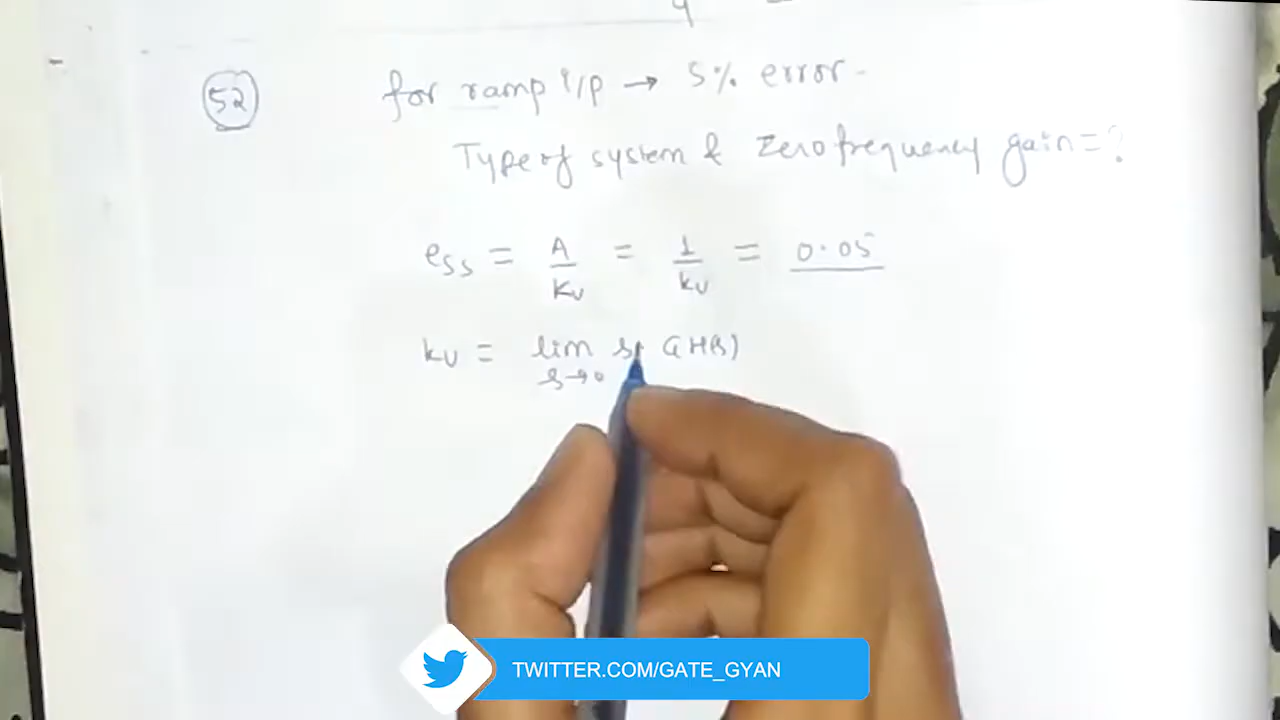 52 for ramp i/p → 5% error
Type of system & Zero frequency gain = ?
ess = A/Kv = 1/kv = 0.05
kv = lim s→0 s GH(s)
TWITTER.COM/GATE_GYAN